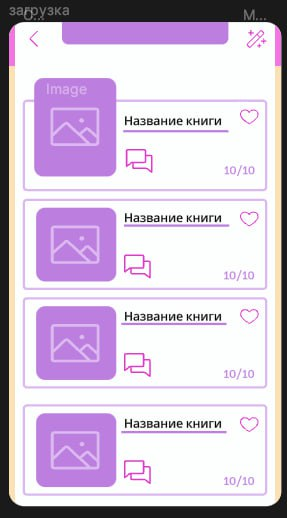 загрузка
О...
М...
Image
Название книги
10/10
Название книги
10/10
Название книги
10/10
Название книги
10/10